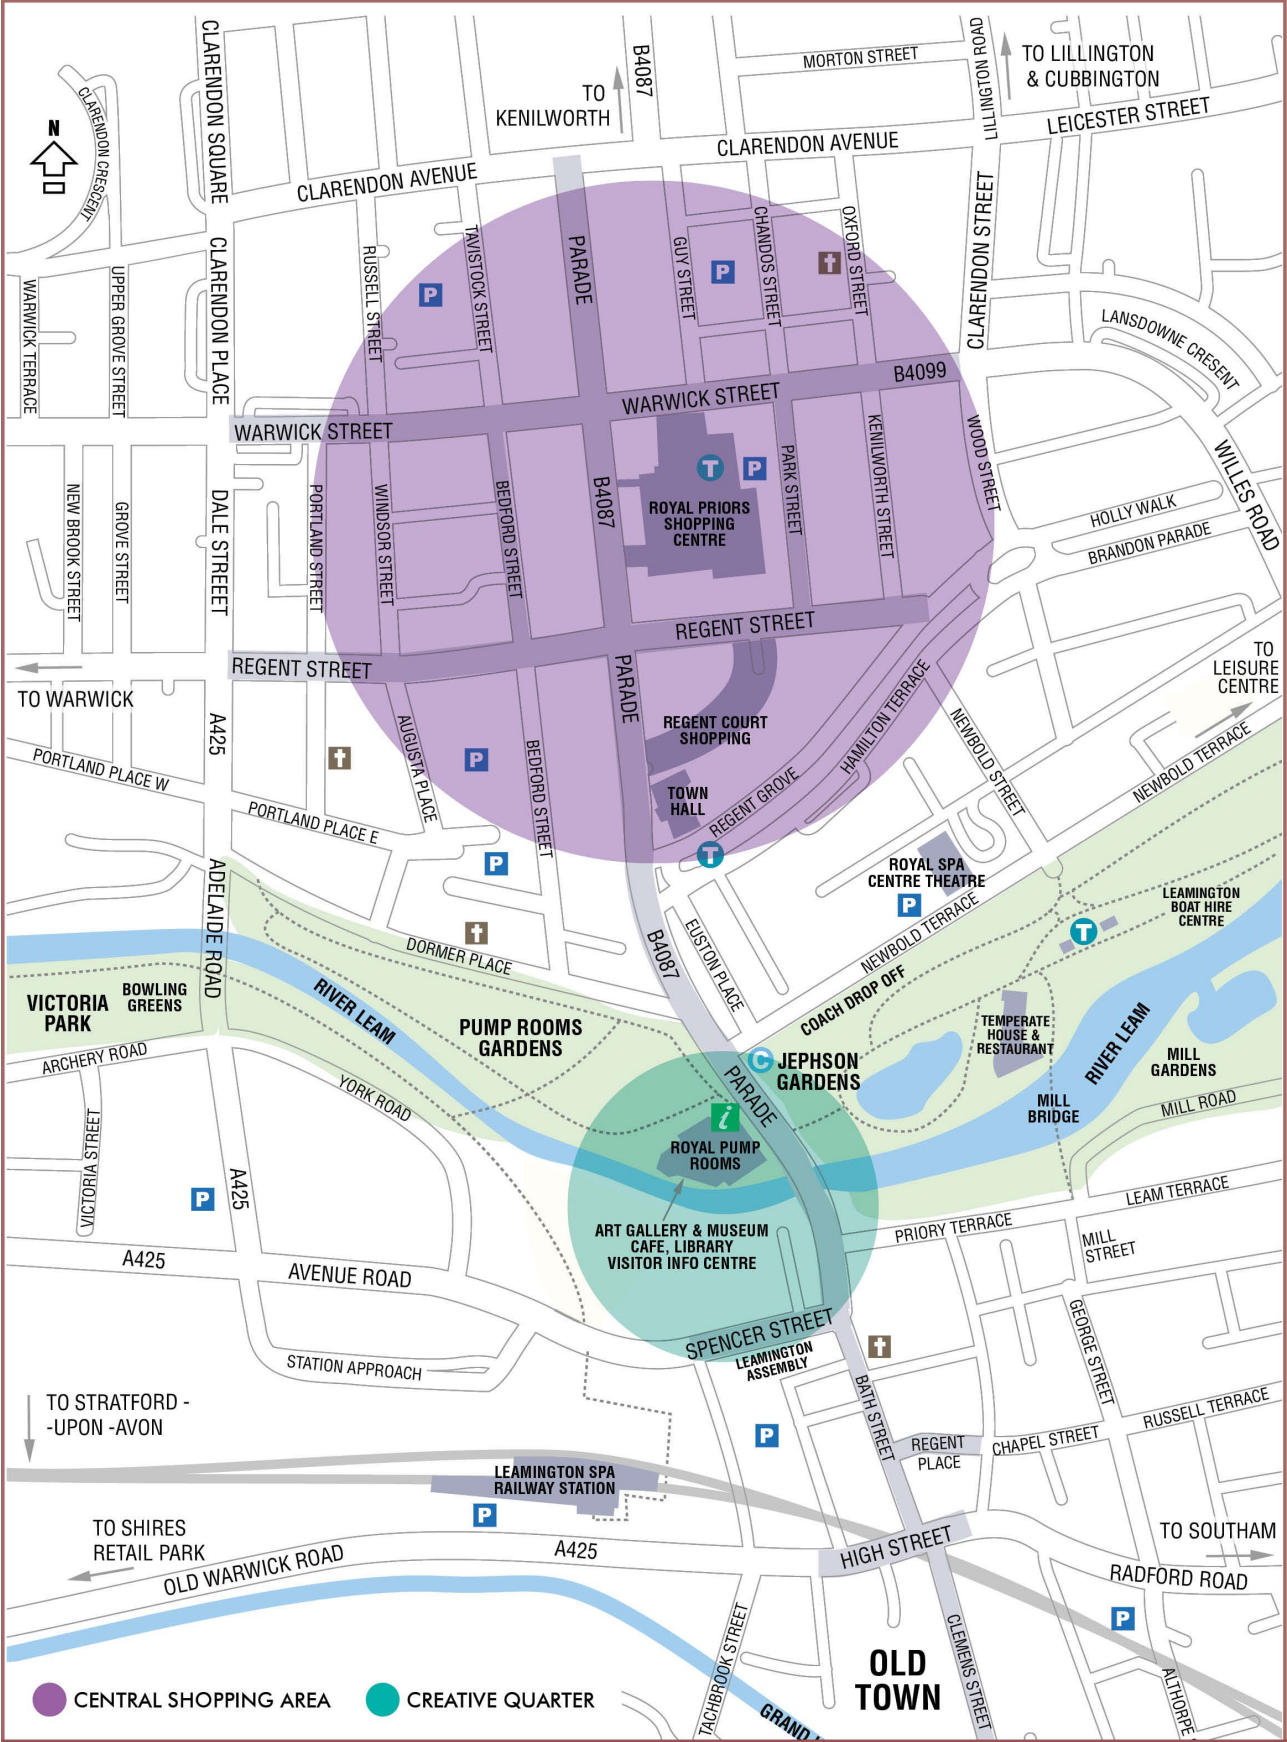 CLARENDON SQUARE
B4087
MORTON STREET
LILLINGTON ROAD
TO LILLINGTON
& CUBBINGTON
TO
KENILWORTH
CLARENDON CRESCENT
N
LEICESTER STREET
CLARENDON AVENUE
CLARENDON AVENUE
CLARENDON STREET
CLARENDON PLACE
WARWICK TERRACE
UPPER GROVE STREET
RUSSELL STREET
TAVISTOCK STREET
PARADE
GUY STREET
CHANDOS STREET
OXFORD STREET
P
P
LANSDOWNE CRESENT
B4099
WARWICK STREET
WARWICK STREET
WOOD STREET
WILLES ROAD
NEW BROOK STREET
GROVE STREET
DALE STREEET
PORTLAND STREET
WINDSOR STREET
BEDFORD STREET
B4087
T
P
ROYAL PRIORS
SHOPPING
CENTRE
PARK STREET
KENILWORTH STREET
HOLLY WALK
BRANDON PARADE
REGENT STREET
REGENT STREET
TO WARWICK
TO
LEISURE
CENTRE
A425
PORTLAND PLACE W
AUGUSTA PLACE
P
BEDFORD STREET
PARADE
REGENT COURT
SHOPPING
TOWN
HALL
REGENT GROVE
HAMILTON TERRACE
NEWBOLD STREET
NEWBOLD TERRACE
PORTLAND PLACE E
P
T
ROYAL SPA
CENTRE THEATRE
P
NEWBOLD TERRACE
ADELAIDE ROAD
LEAMINGTON
BOAT HIRE
CENTRE
T
DORMER PLACE
B4087
EUSTON PLACE
COACH DROP OFF
VICTORIA
PARK
BOWLING
GREENS
RIVER LEAM
PUMP ROOMS
GARDENS
TEMPERATE
HOUSE &
RESTAURANT
RIVER LEAM
MILL
GARDENS
ARCHERY ROAD
YORK ROAD
C
JEPHSON
GARDENS
PARADE
MILL
BRIDGE
MILL ROAD
VICTORIA STREET
i
ROYAL PUMP
ROOMS
P
A425
LEAM TERRACE
ART GALLERY & MUSEUM
CAFE, LIBRARY
VISITOR INFO CENTRE
PRIORY TERRACE
MILL
STREET
A425
AVENUE ROAD
SPENCER STREET
LEAMINGTON
ASSEMBLY
GEORGE STREET
STATION APPROACH
BATH STREET
TO STRATFORD -
-UPON -AVON
P
REGENT
PLACE
CHAPEL STREET
RUSSELL TERRACE
LEAMINGTON SPA
RAILWAY STATION
P
TO SHIRES
RETAIL PARK
OLD WARWICK ROAD
A425
HIGH STREET
TO SOUTHAM
RADFORD ROAD
P
TACHBROOK STREET
CLEMENS STREET
OLD
TOWN
ALTHORPE
GRAND
CENTRAL SHOPPING AREA
CREATIVE QUARTER